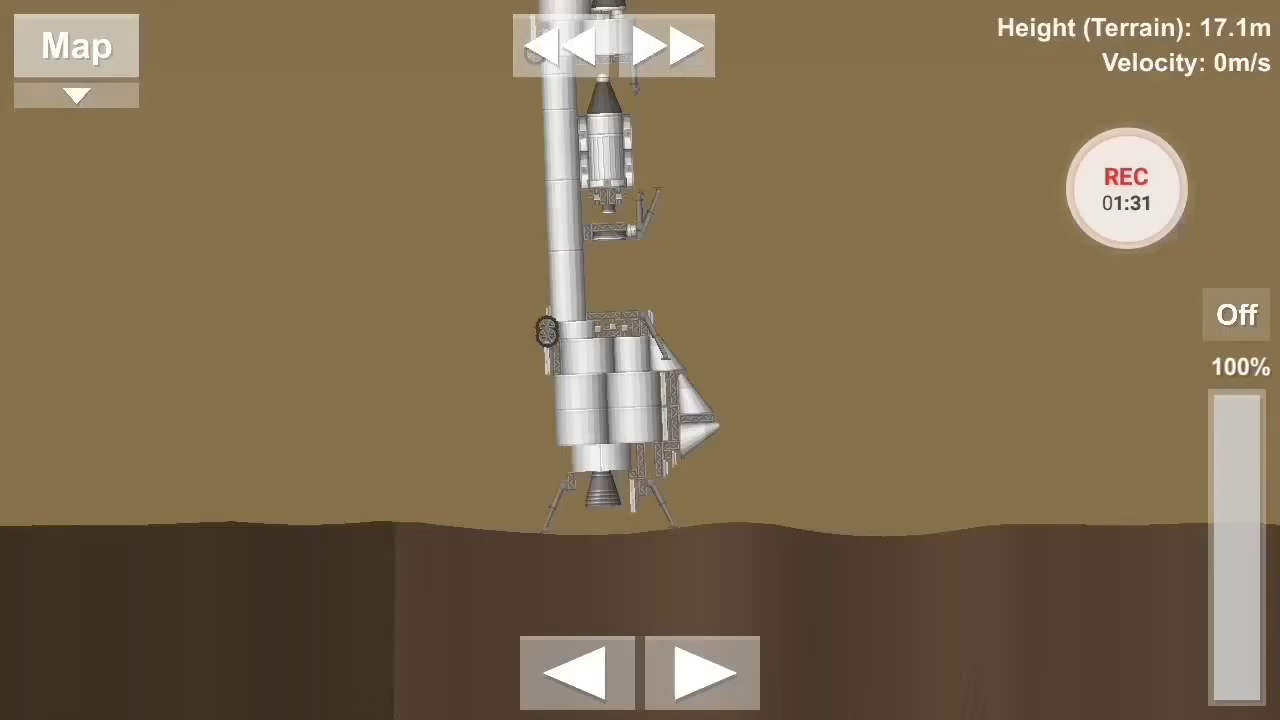 Map
Height (Terrain): 17.1m
Velocity: 0m/s
REC
01:31
Off
100%